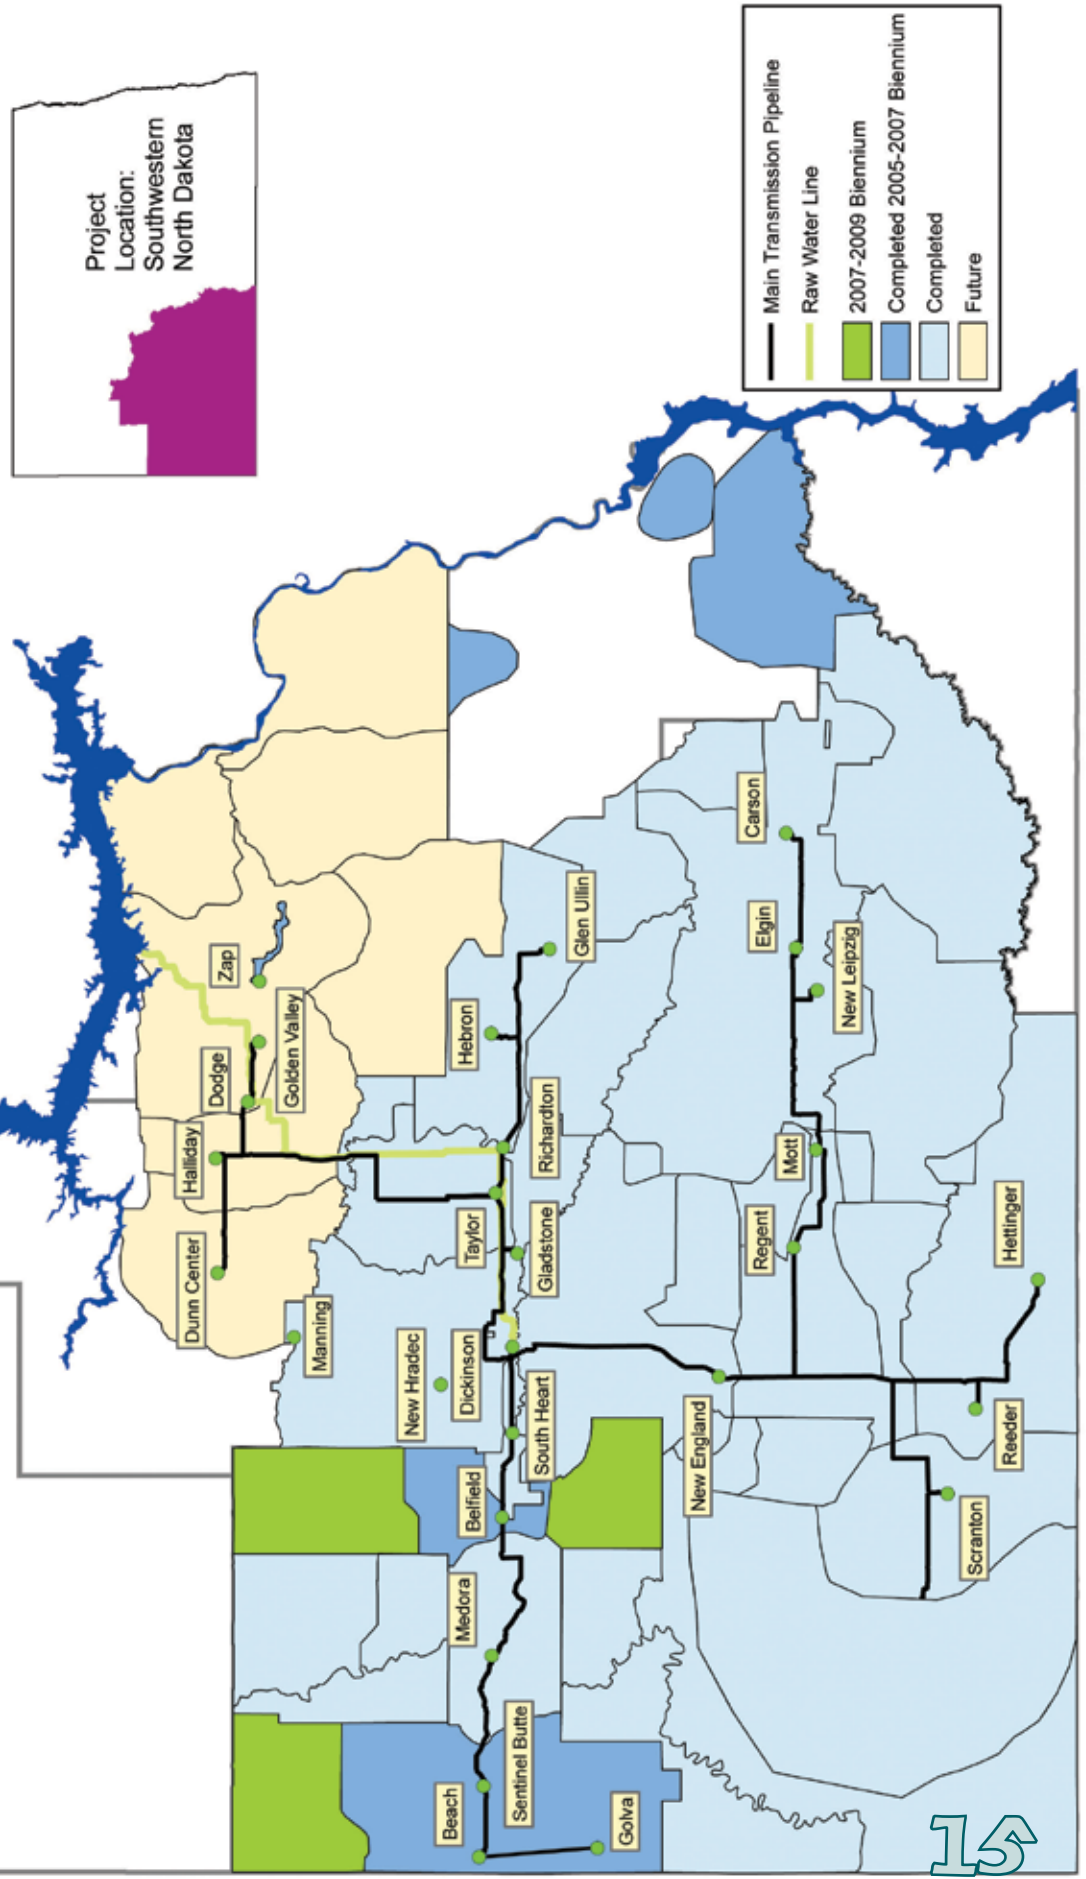 Project
Location:
Southwestern
North Dakota
Main Transmission Pipeline
Raw Water Line
2007-2009 Biennium
Completed 2005-2007 Biennium
Completed
Future
Zap
Dodge
Golden Valley
Halliday
Dunn Center
Manning
Carson
Elgin
New Leipzig
Glen Ullin
Hebron
Richardton
Taylor
Gladstone
Mott
Regent
Hettinger
New Hradec
Dickinson
South Heart
New England
Reeder
Scranton
Belfield
Medora
Sentinel Butte
Beach
Golva
15